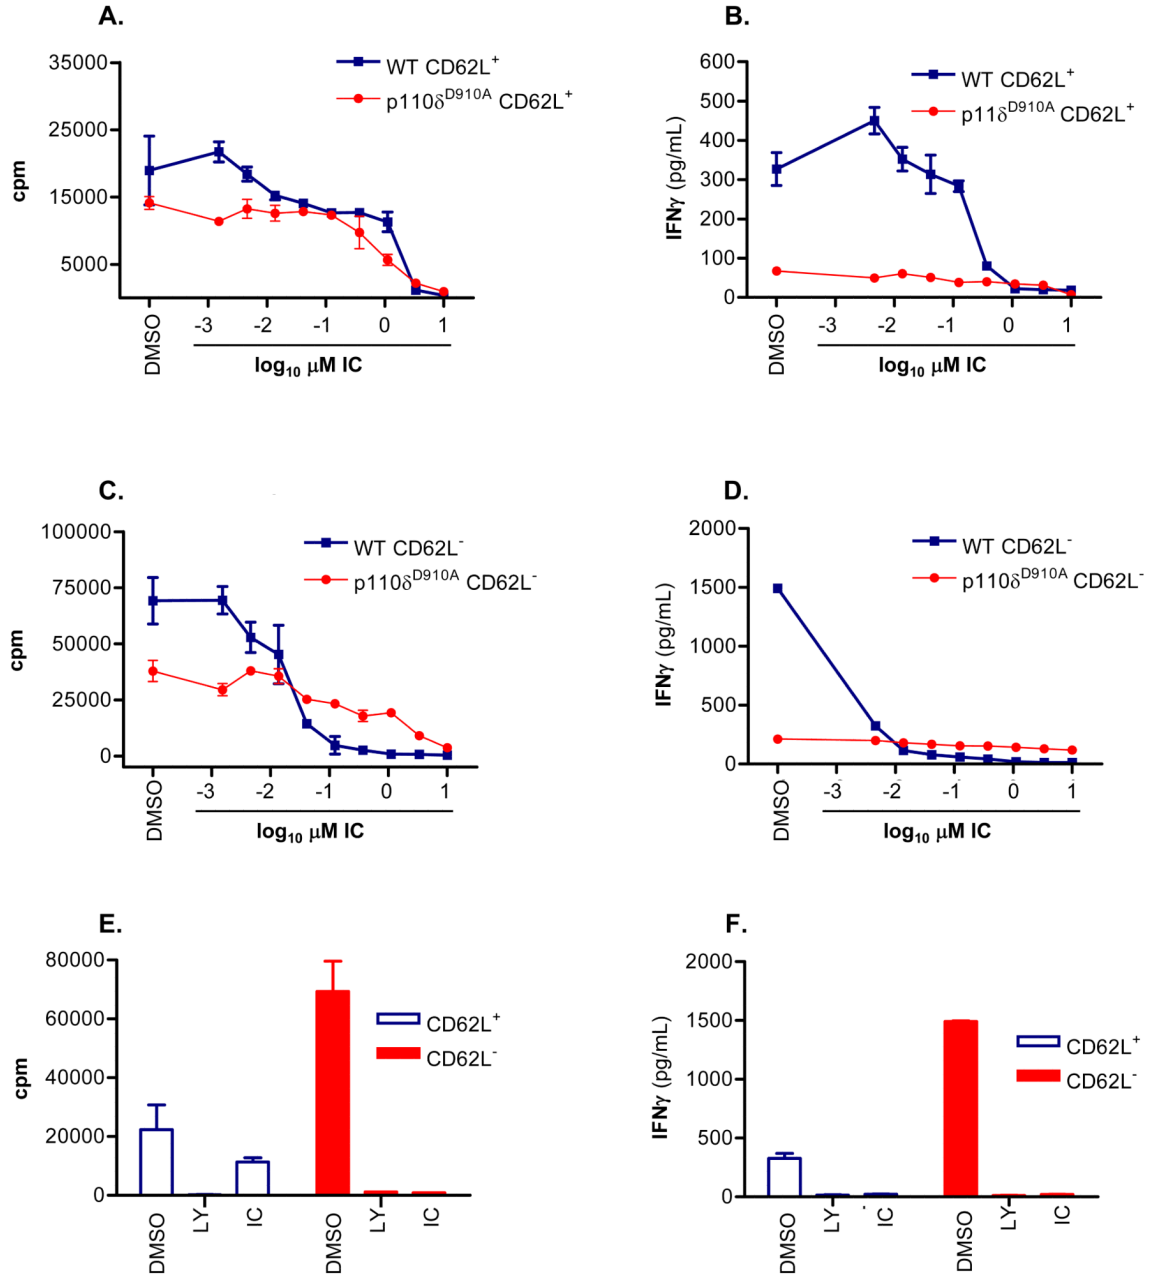 A.
35000
25000
15000
5000
cpm
WT CD62L+
p110δD910A CD62L+
DMSO
-3 -2 -1 0 1
log10 μM IC
B.
600
500
400
300
200
100
0
IFNγ (pg/mL)
WT CD62L+
p11δD910A CD62L+
DMSO
-3 -2 -1 0 1
log10 μM IC
C.
100000
75000
50000
25000
0
cpm
WT CD62L-
p110δD910A CD62L-
DMSO
-3 -2 -1 0 1
log10 μM IC
D.
2000
1500
1000
500
0
IFNγ (pg/mL)
WT CD62L-
p110δD910A CD62L-
DMSO
-3 -2 -1 0 1
log10 μM IC
E.
80000
60000
40000
20000
0
cpm
CD62L+
CD62L-
DMSO LY IC DMSO LY IC
F.
2000
1500
1000
500
0
IFNγ (pg/mL)
CD62L+
CD62L-
DMSO LY IC DMSO LY IC